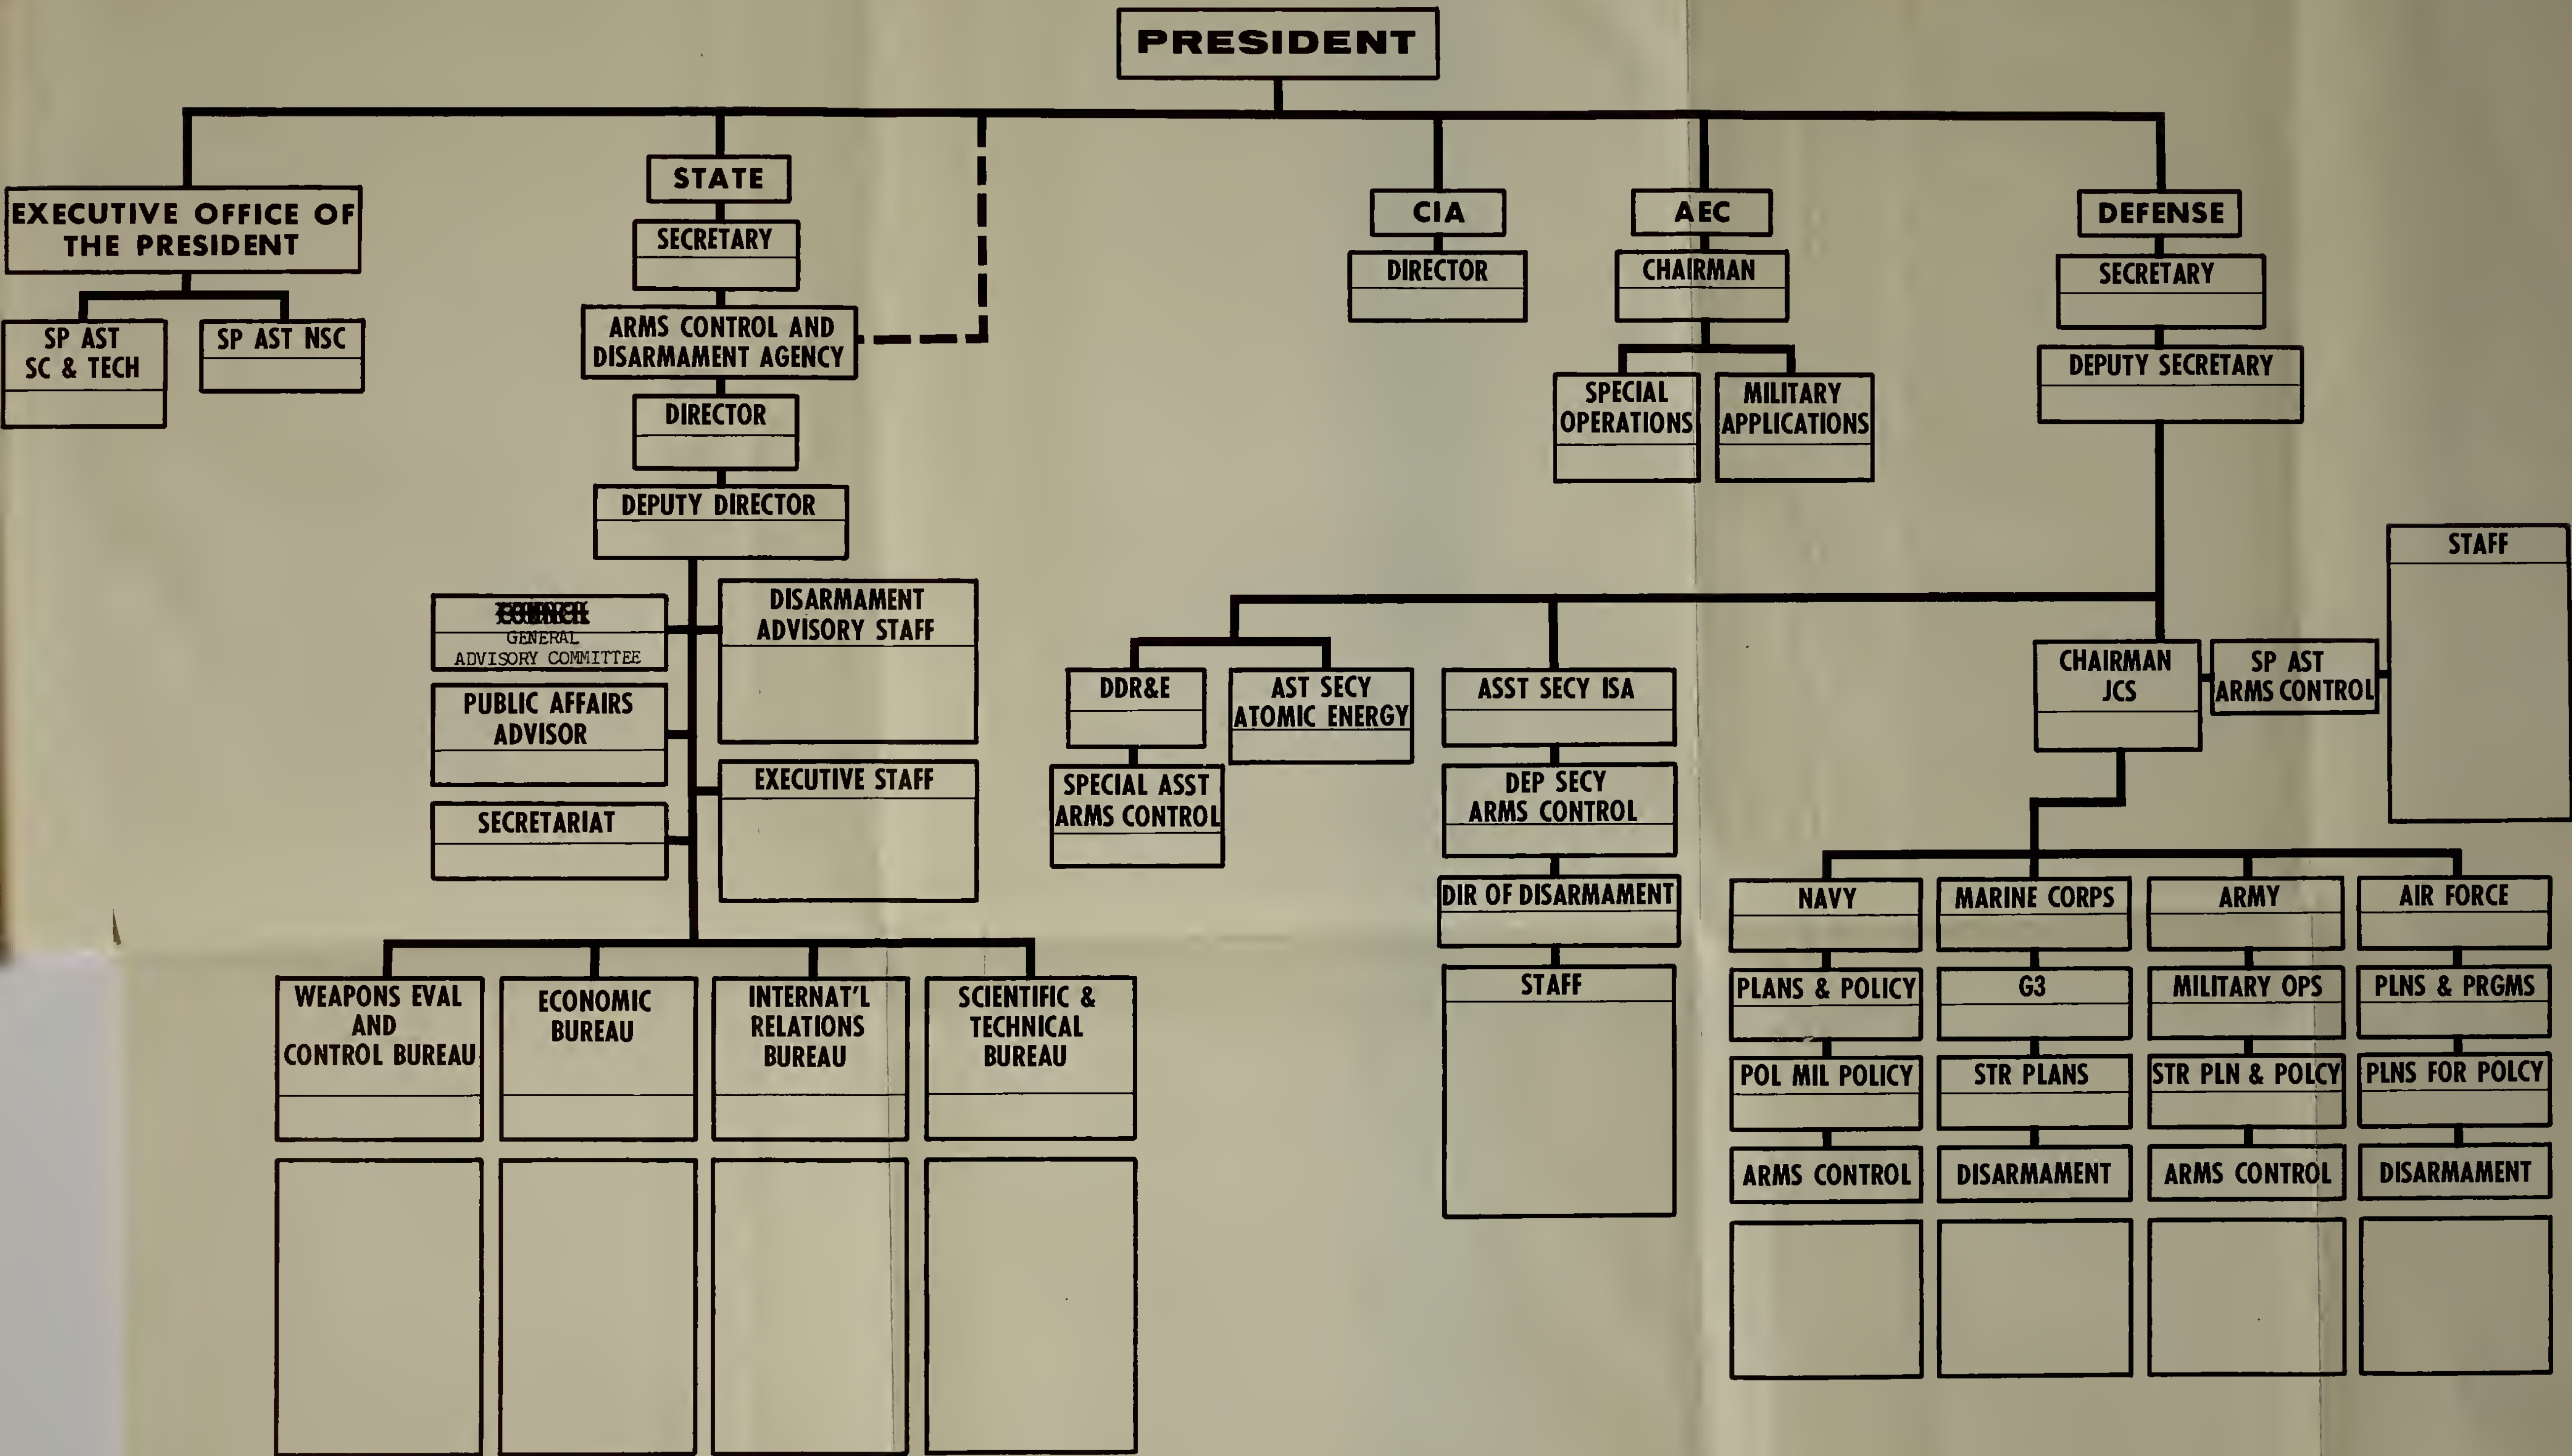 PRESIDENT
EXECUTIVE OFFICE OF
THE PRESIDENT
SP AST
SC & TECH
SP AST NSC
STATE
SECRETARY
ARMS CONTROL AND
DISARMAMENT AGENCY
DIRECTOR
DEPUTY DIRECTOR
GENERAL
ADVISORY COMMITTEE
DISARMAMENT
ADVISORY STAFF
PUBLIC AFFAIRS
ADVISOR
EXECUTIVE STAFF
SECRETARIAT
WEAPONS EVAL
AND
CONTROL BUREAU
ECONOMIC
BUREAU
INTERNAT'L
RELATIONS
BUREAU
SCIENTIFIC &
TECHNICAL
BUREAU
CIA
DIRECTOR
AEC
CHAIRMAN
SPECIAL
OPERATIONS
MILITARY
APPLICATIONS
DEFENSE
SECRETARY
DEPUTY SECRETARY
DDR&E
SPECIAL ASST
ARMS CONTROL
AST SECY
ATOMIC ENERGY
ASST SECY ISA
DEP SECY
ARMS CONTROL
DIR OF DISARMAMENT
STAFF
CHAIRMAN
JCS
SP AST
ARMS CONTROL
STAFF
NAVY
PLANS & POLICY
POL MIL POLICY
ARMS CONTROL
MARINE CORPS
G3
STR PLANS
DISARMAMENT
ARMY
MILITARY OPS
STR PLN & POLCY
ARMS CONTROL
AIR FORCE
PLNS & PRGMS
PLNS FOR POLCY
DISARMAMENT